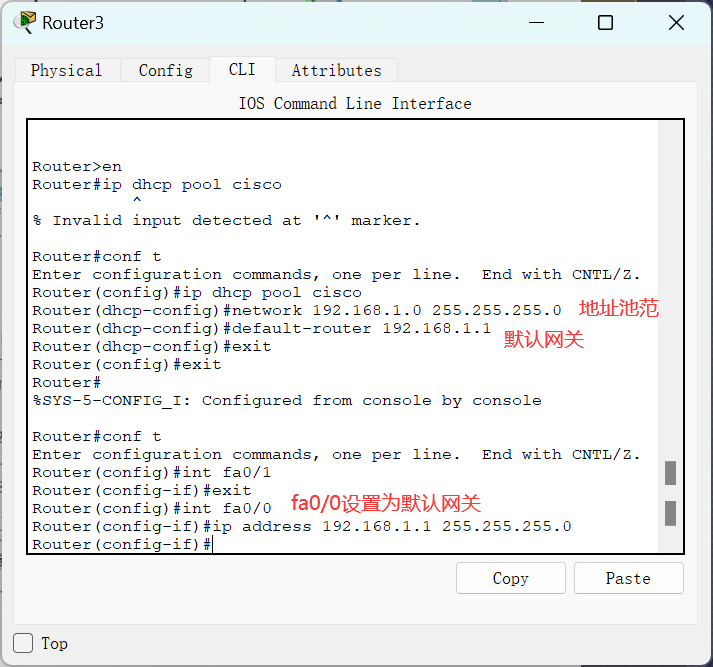 Router3
Physical Config CLI Attributes
IOS Command Line Interface
Router>en
Router#ip dhcp pool cisco
^
% Invalid input detected at '^' marker.
Router#conf t
Enter configuration commands, one per line.  End with CNTL/Z.
Router(config)#ip dhcp pool cisco
Router(dhcp-config)#network 192.168.1.0 255.255.255.0 地址池范
Router(dhcp-config)#default-router 192.168.1.1
默认网关
Router(dhcp-config)#exit
Router(config)#exit
Router#
%SYS-5-CONFIG_I: Configured from console by console
Router#conf t
Enter configuration commands, one per line.  End with CNTL/Z.
Router(config)#int fa0/1
Router(config-if)#exit
Router(config)#int fa0/0 fa0/0设置为默认网关
Router(config-if)#ip address 192.168.1.1 255.255.255.0
Router(config-if)#
Copy Paste
Top